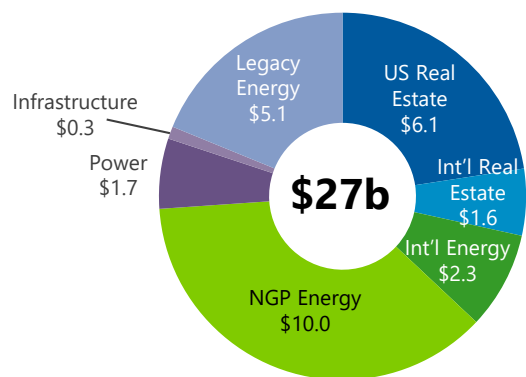 Legacy
Energy
$5.1
US Real
Estate
$6.1
Infrastructure
$0.3
Power
$1.7
$27b
Int'l Real
Estate
$1.6
Int'l Energy
$2.3
NGP Energy
$10.0